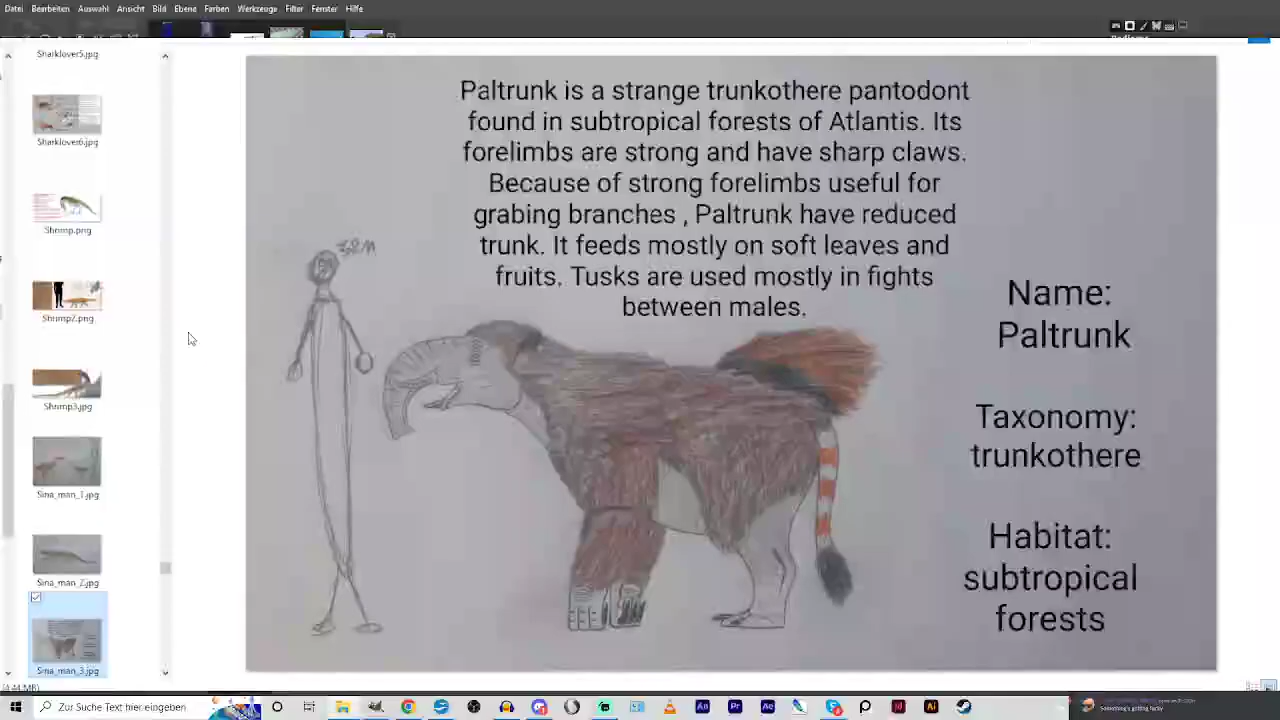 Datei Bearbeiten Auswahl Ansicht Bild Ebene Farben Werkzeuge Filter Fenster Hilfe
Sharklover5.jpg
Sharklover6.jpg
Shrimp.png
Shrimp2.png
Shrimp3.jpg
Sina_man_1.jpg
Sina_man_2.jpg
Sina_man_3.jpg
Paltrunk is a strange trunkothere pantodont
found in subtropical forests of Atlantis. Its
forelimbs are strong and have sharp claws.
Because of strong forelimbs useful for
grabing branches , Paltrunk have reduced
trunk. It feeds mostly on soft leaves and
fruits. Tusks are used mostly in fights
between males.
Name:
Paltrunk
Taxonomy:
trunkothere
Habitat:
subtropical
forests
Zur Suche Text hier eingeben
Something's getting fucky